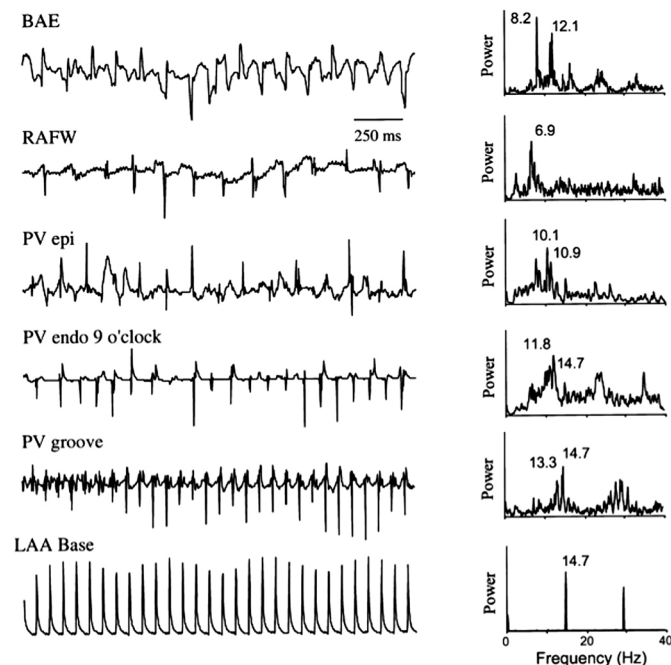 BAE
Power
8.2
12.1
250 ms
RAFW
Power
6.9
PV epi
Power
10.1
10.9
PV endo 9 o'clock
Power
11.8
14.7
PV groove
Power
13.3 14.7
LAA Base
Power
14.7
0 20 40
Frequency (Hz)